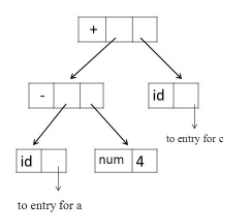 +
-
id
to entry for c
id
num 4
to entry for a